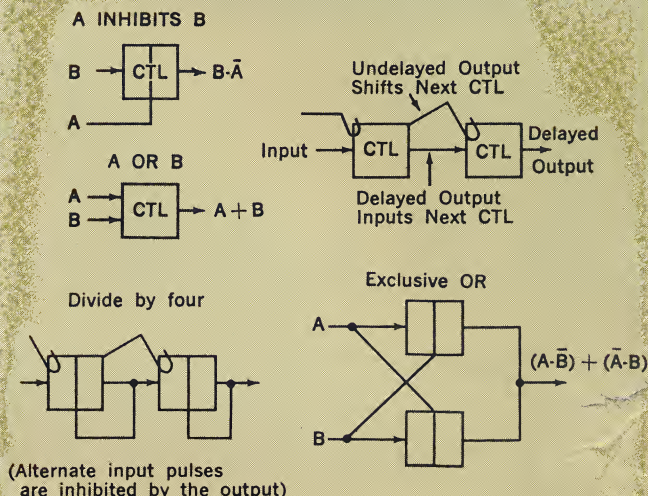 A INHIBITS B
B
CTL
B·Ā
A
A OR B
A
B
CTL
A + B
Undelayed Output
Shifts Next CTL
Input
CTL
CTL
Delayed
Output
Delayed Output
Inputs Next CTL
Divide by four
(Alternate input pulses
are inhibited by the output)
Exclusive OR
A
B
(A·B̄) + (Ā·B)